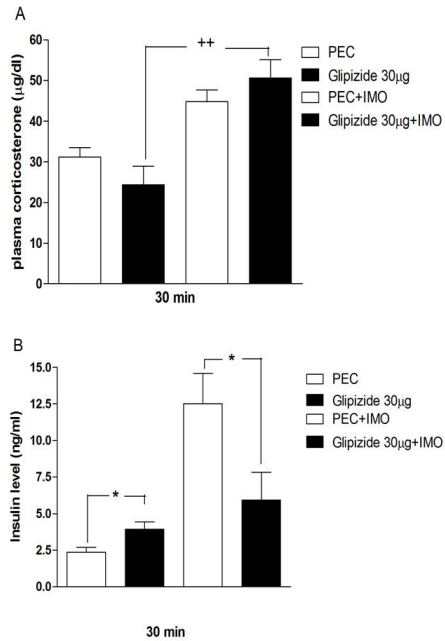 A
plasma corticosterone (µg/dl)
60
50
40
30
20
10
0
++
30 min
PEC
Glipizide 30µg
PEC+IMO
Glipizide 30µg+IMO
B
Insulin level (ng/ml)
15.0
12.5
10.0
7.5
5.0
2.5
0.0
*
*
30 min
PEC
Glipizide 30µg
PEC+IMO
Glipizide 30µg+IMO